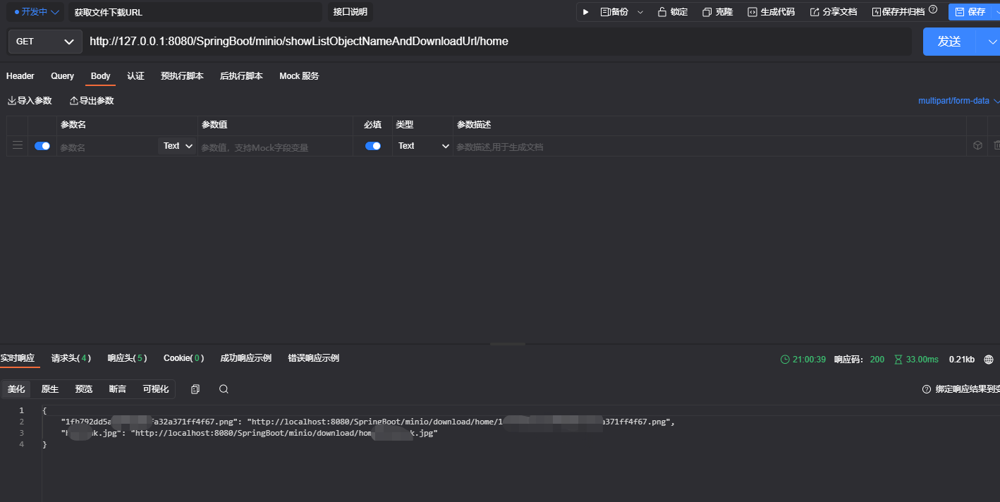 开发中 获取文件下载URL 接口说明 备份 锁定 克隆 生成代码 分享文档 保存并归档 保存
GET http://127.0.0.1:8080/SpringBoot/minio/showListObjectNameAndDownloadUrl/home 发送
Header Query Body 认证 预执行脚本 后执行脚本 Mock 服务
导入参数 导出参数 multipart/form-data
参数名 参数值 必填 类型 参数描述
参数名 Text 参数值，支持Mock字段变量 Text 参数描述,用于生成文档
实时响应 请求头(4) 响应头(5) Cookie(0) 成功响应示例 错误响应示例 21:00:39 响应码： 200 33.00ms 0.21kb
美化 原生 预览 断言 可视化 绑定响应结果到变
1 {
2 "1fb792dd5a fa32a371ff4f67.png": "http://localhost:8080/SpringBoot/minio/download/home/1 a371ff4f67.png",
3 "h k.jpg": "http://localhost:8080/SpringBoot/minio/download/hom k.jpg"
4 }